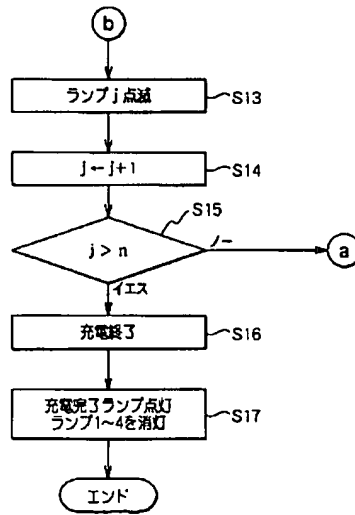 b
ランプj点滅
S13
j←j+1
S14
S15
j>n
ノー
a
イエス
充電終了
S16
充電完了ランプ点灯
ランプ1~4を消灯
S17
エンド